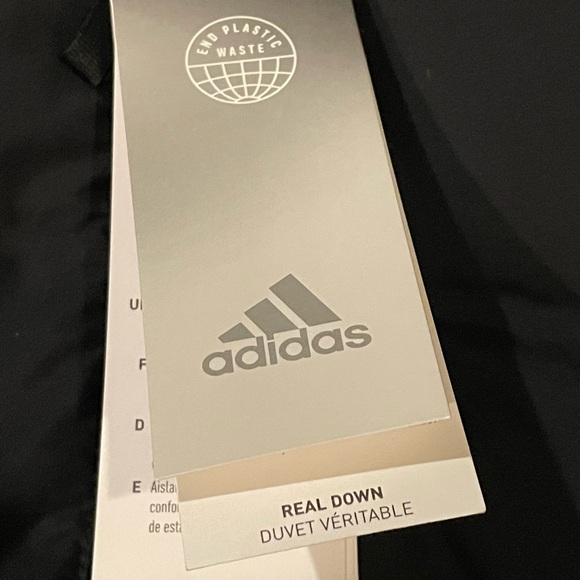 END PLASTIC
WASTE
adidas
F
D
E
REAL DOWN
DUVET VÉRITABLE